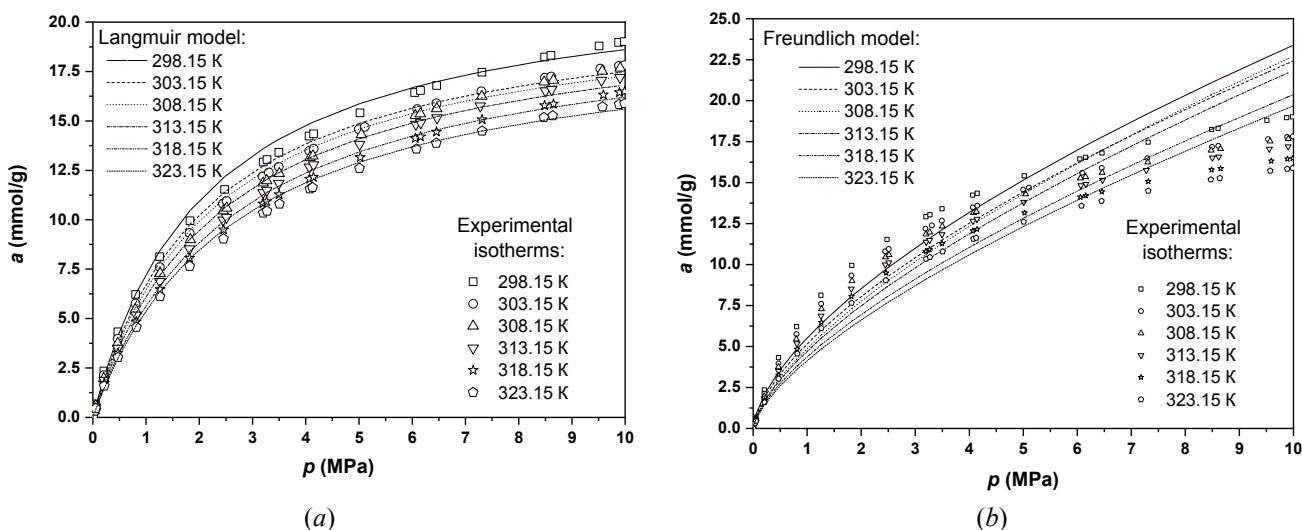 20.0
17.5
15.0
12.5
10.0
7.5
5.0
2.5
0.0
a (mmol/g)
Langmuir model:
298.15 K
303.15 K
308.15 K
313.15 K
318.15 K
323.15 K
Experimental
isotherms:
298.15 K
303.15 K
308.15 K
313.15 K
318.15 K
323.15 K
0 1 2 3 4 5 6 7 8 9 10
p (MPa)
(a)
25.0
22.5
20.0
17.5
15.0
12.5
10.0
7.5
5.0
2.5
0.0
a (mmol/g)
Freundlich model:
298.15 K
303.15 K
308.15 K
313.15 K
318.15 K
323.15 K
Experimental
isotherms:
298.15 K
303.15 K
308.15 K
313.15 K
318.15 K
323.15 K
0 1 2 3 4 5 6 7 8 9 10
p (MPa)
(b)